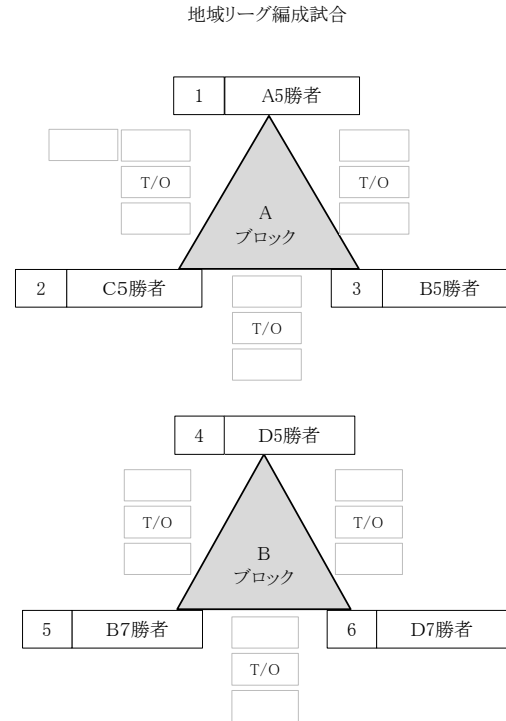 地域リーグ編成試合
1 A5勝者
T/O T/O
A
ブロック
2 C5勝者 3 B5勝者
T/O
4 D5勝者
T/O T/O
B
ブロック
5 B7勝者 6 D7勝者
T/O